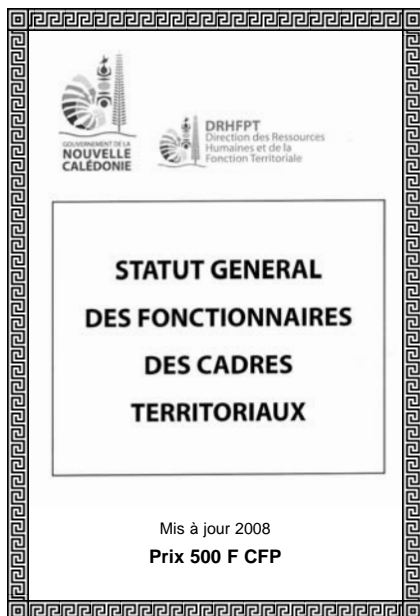 GOUVERNEMENT DE LA
NOUVELLE
CALÉDONIE
DRHFPT
Direction des Ressources
Humaines et de la
Fonction Territoriale
STATUT GENERAL
DES FONCTIONNAIRES
DES CADRES
TERRITORIAUX
Mis à jour 2008
Prix 500 F CFP